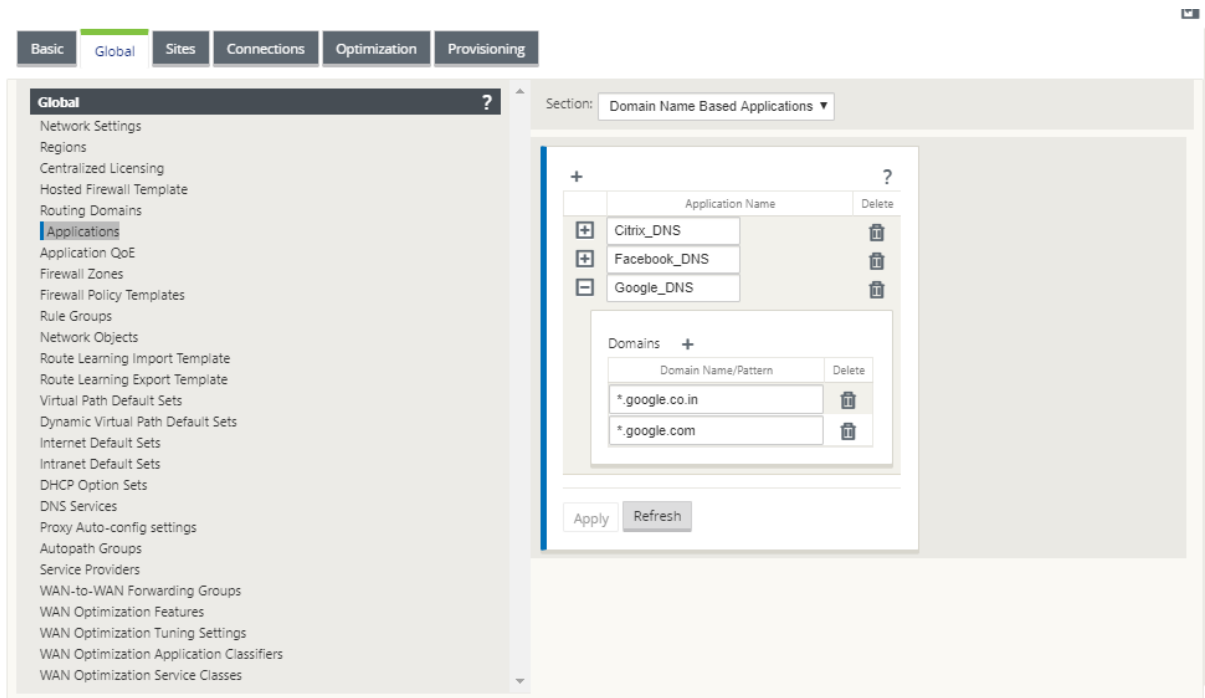 Basic Global Sites Connections Optimization Provisioning
Global ?
Network Settings
Regions
Centralized Licensing
Hosted Firewall Template
Routing Domains
Applications
Application QoE
Firewall Zones
Firewall Policy Templates
Rule Groups
Network Objects
Route Learning Import Template
Route Learning Export Template
Virtual Path Default Sets
Dynamic Virtual Path Default Sets
Internet Default Sets
Intranet Default Sets
DHCP Option Sets
DNS Services
Proxy Auto-config settings
Autopath Groups
Service Providers
WAN-to-WAN Forwarding Groups
WAN Optimization Features
WAN Optimization Tuning Settings
WAN Optimization Application Classifiers
WAN Optimization Service Classes
Section: Domain Name Based Applications
+ ?
Application Name Delete
Citrix_DNS
Facebook_DNS
Google_DNS
Domains +
Domain Name/Pattern Delete
*.google.co.in
*.google.com
Apply Refresh